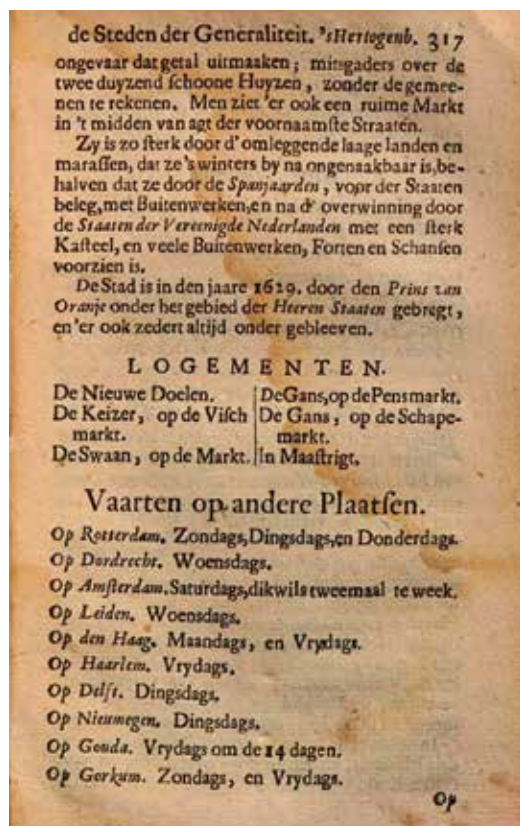 de Steden der Generaliteit. 'sHertogenb. 317
ongevaar dat getal uitmaaken; mitsgaders over de
twee duyzend ſchoone Huyzen, zonder de gemee-
nen te rekenen. Men ziet 'er ook een ruime Markt
in 't midden van agt der voornaamſte Straaten.
Zy is zo ſterk door d' omleggende laage landen en
maraſſen, dat ze 's winters by na ongenaakbaar is, be-
halven dat ze door de Spanjaarden, voor der Staaten
beleg, met Buitenwerken, en na d' overwinning door
de Staaten der Vereenigde Nederlanden met een ſterk
Kaſteel, en veele Buitenwerken, Forten en Schanſen
voorzien is.
De Stad is in den jaare 1629. door den Prins van
Oranje onder het gebied der Heeren Staaten gebragt,
en 'er ook zedert altijd onder gebleeven.
LOGEMENTEN.
De Nieuwe Doelen.
De Keizer, op de Viſch
markt.
De Swaan, op de Markt.
De Gans, op de Pensmarkt.
De Gans, op de Schape-
markt.
In Maaſtrigt.
Vaarten op andere Plaatſen.
Op Rotterdam. Zondags, Dingsdags, en Donderdags.
Op Dordrecht. Woensdags.
Op Amſterdam. Saturdags, dikwils tweemaal te week.
Op Leiden. Woensdags.
Op den Haag. Maandags, en Vrydags.
Op Haarlem. Vrydags.
Op Delft. Dingsdags.
Op Nieumegen. Dingsdags.
Op Gouda. Vrydags om de 14 dagen.
Op Gorkum. Zondags, en Vrydags.
Op